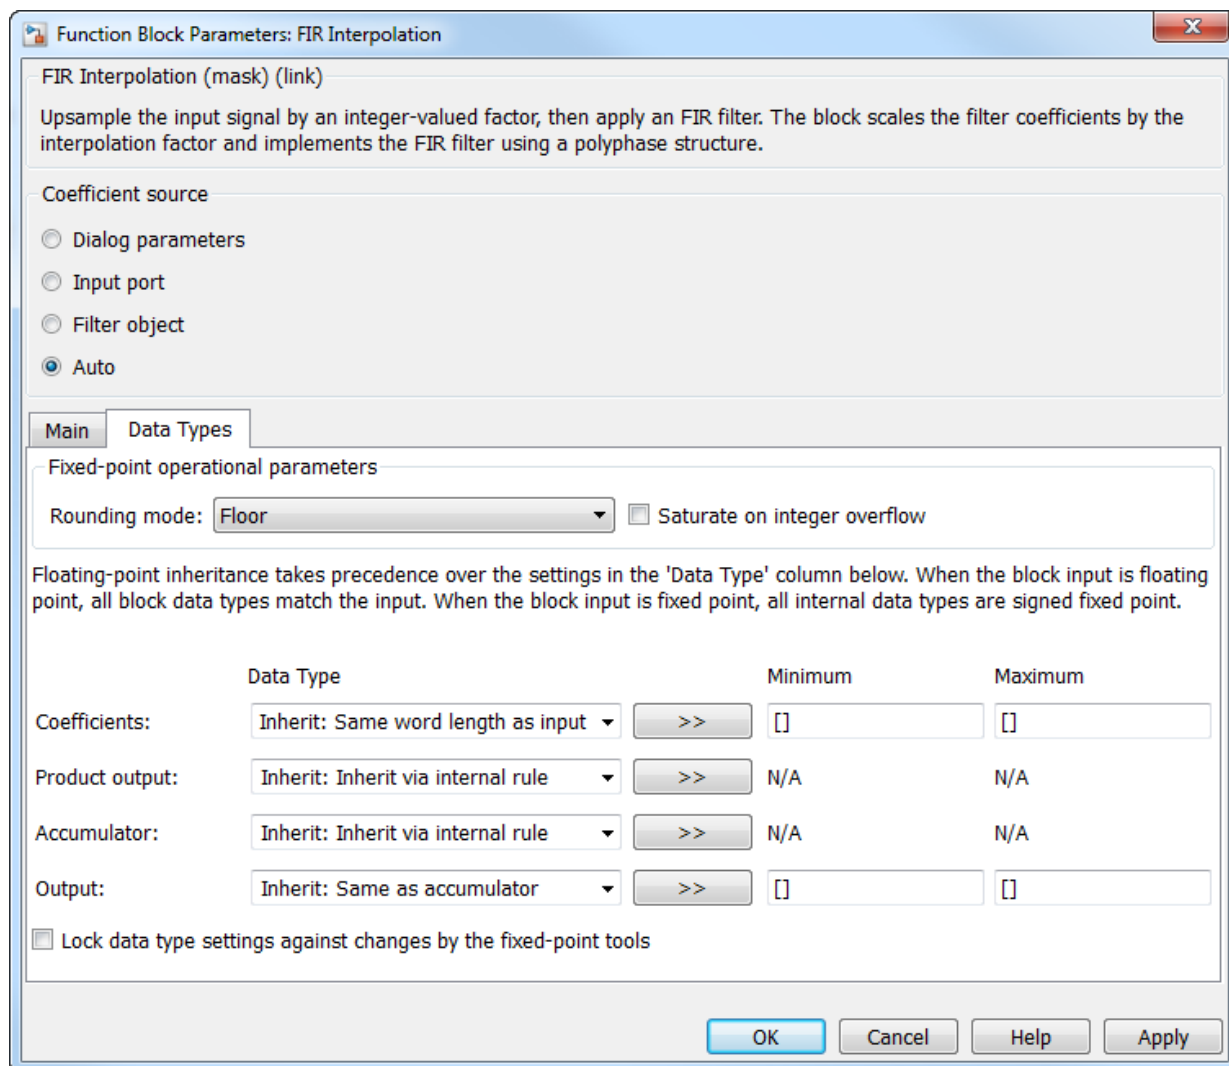 Function Block Parameters: FIR Interpolation
FIR Interpolation (mask) (link)
Upsample the input signal by an integer-valued factor, then apply an FIR filter. The block scales the filter coefficients by the
interpolation factor and implements the FIR filter using a polyphase structure.
Coefficient source
Dialog parameters
Input port
Filter object
Auto
Main Data Types
Fixed-point operational parameters
Rounding mode: Floor Saturate on integer overflow
Floating-point inheritance takes precedence over the settings in the 'Data Type' column below. When the block input is floating
point, all block data types match the input. When the block input is fixed point, all internal data types are signed fixed point.
Data Type Minimum Maximum
Coefficients: Inherit: Same word length as input >> [] []
Product output: Inherit: Inherit via internal rule >> N/A N/A
Accumulator: Inherit: Inherit via internal rule >> N/A N/A
Output: Inherit: Same as accumulator >> [] []
Lock data type settings against changes by the fixed-point tools
OK Cancel Help Apply